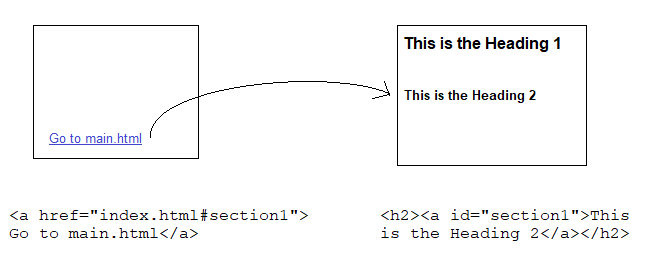 This is the Heading 1
This is the Heading 2
Go to main.html
<a href="index.html#section1">
Go to main.html</a>
<h2><a id="section1">This
is the Heading 2</a></h2>